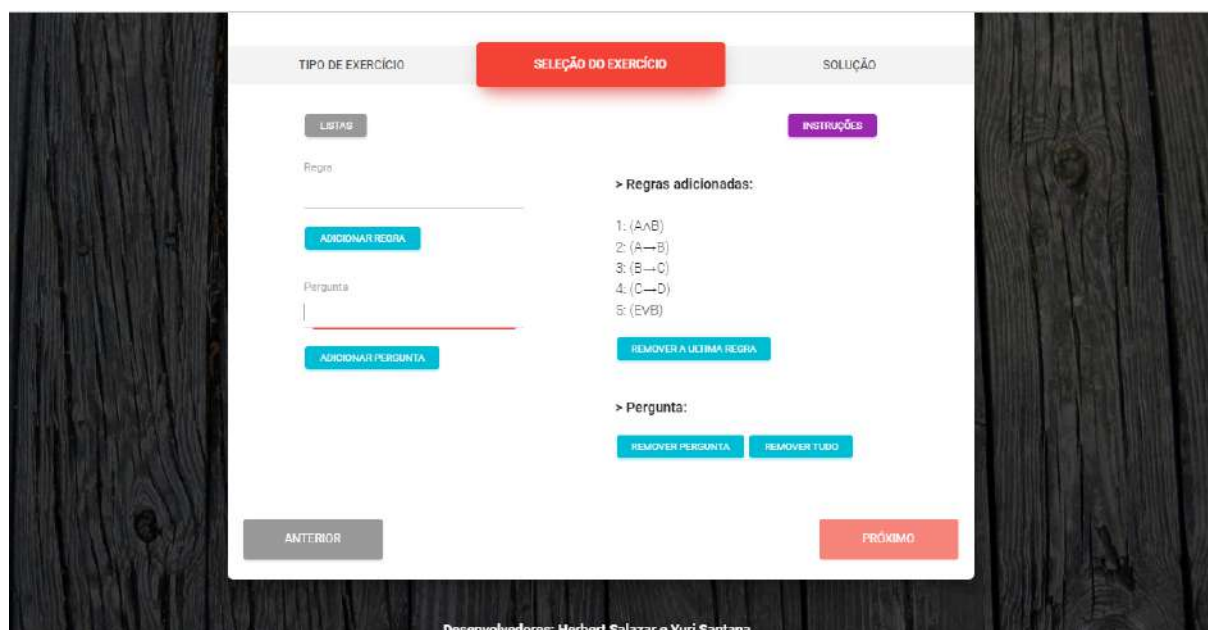 TIPO DE EXERCÍCIO
SELEÇÃO DO EXERCÍCIO
SOLUÇÃO
LISTAS
INSTRUÇÕES
Regra
ADICIONAR REGRA
Pergunta
ADICIONAR PERGUNTA
> Regras adicionadas:
1: (A∧B)
2: (A→B)
3: (B→C)
4: (C→D)
5: (E∨B)
REMOVER A ULTIMA REGRA
> Pergunta:
REMOVER PERGUNTA
REMOVER TUDO
ANTERIOR
PRÓXIMO
Desenvolvedores: Herbert Salazar e Yuri Santana